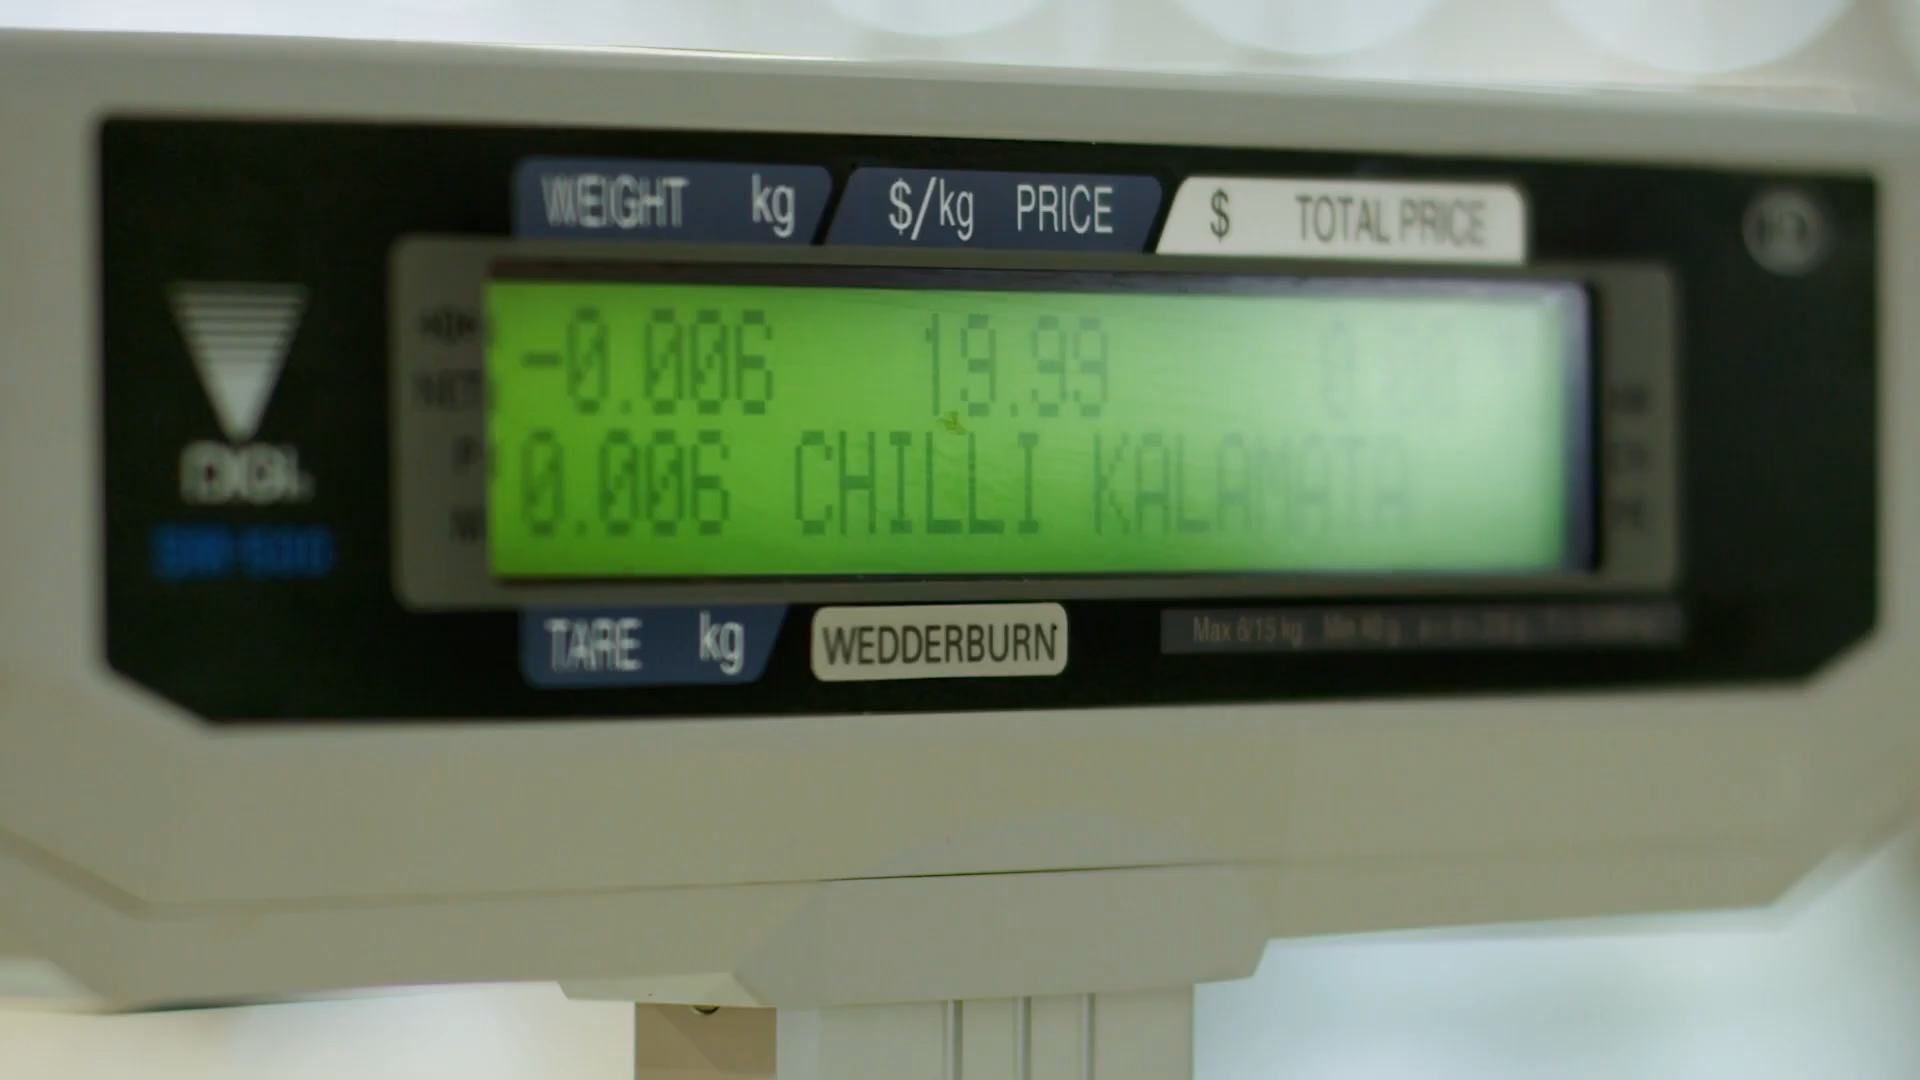 WEIGHT kg $/kg PRICE $ TOTAL PRICE
-0.006 19.99
0.006 CHILLI KALAMATA
TARE kg WEDDERBURN Max 6/15 kg